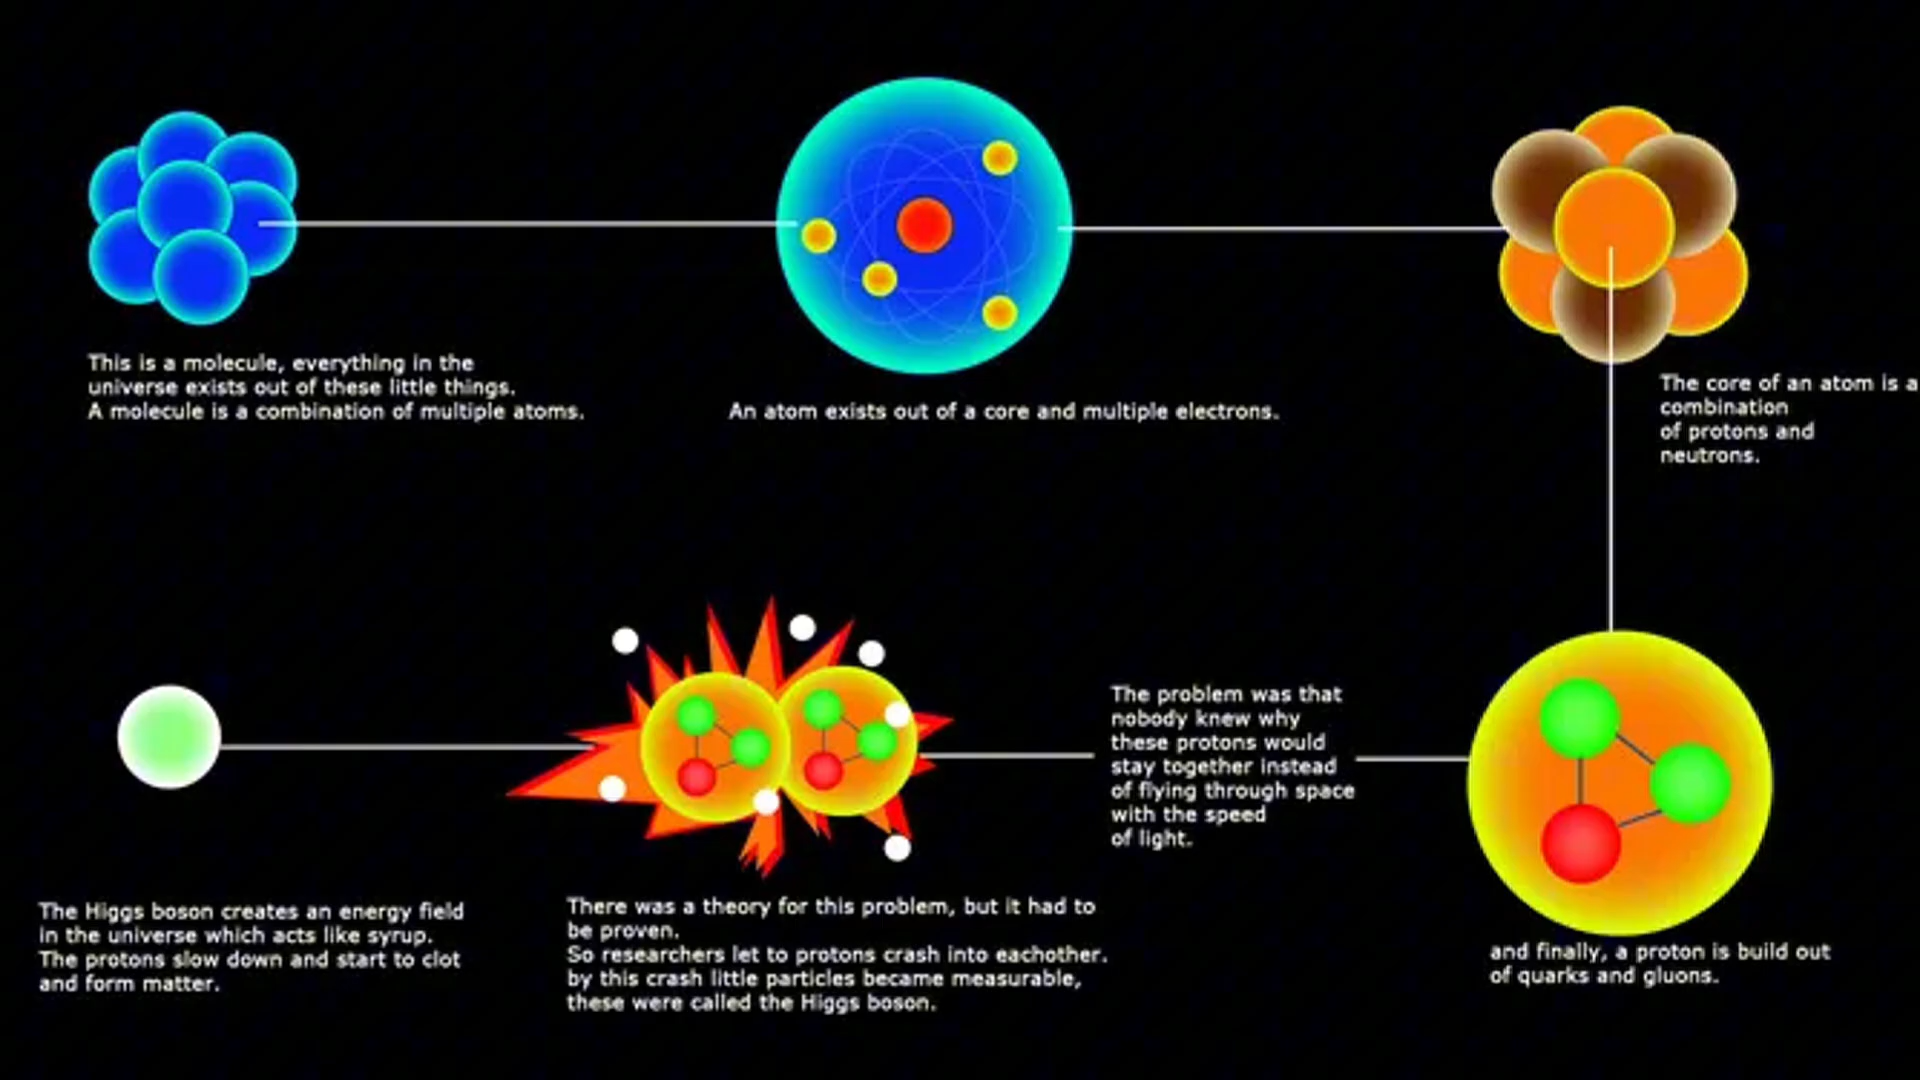 This is a molecule, everything in the
universe exists out of these little things.
A molecule is a combination of multiple atoms.
An atom exists out of a core and multiple electrons.
The core of an atom is a
combination
of protons and
neutrons.
The problem was that
nobody knew why
these protons would
stay together instead
of flying through space
with the speed
of light.
The Higgs boson creates an energy field
in the universe which acts like syrup.
The protons slow down and start to clot
and form matter.
There was a theory for this problem, but it had to
be proven.
So researchers let to protons crash into eachother.
by this crash little particles became measurable,
these were called the Higgs boson.
and finally, a proton is build out
of quarks and gluons.